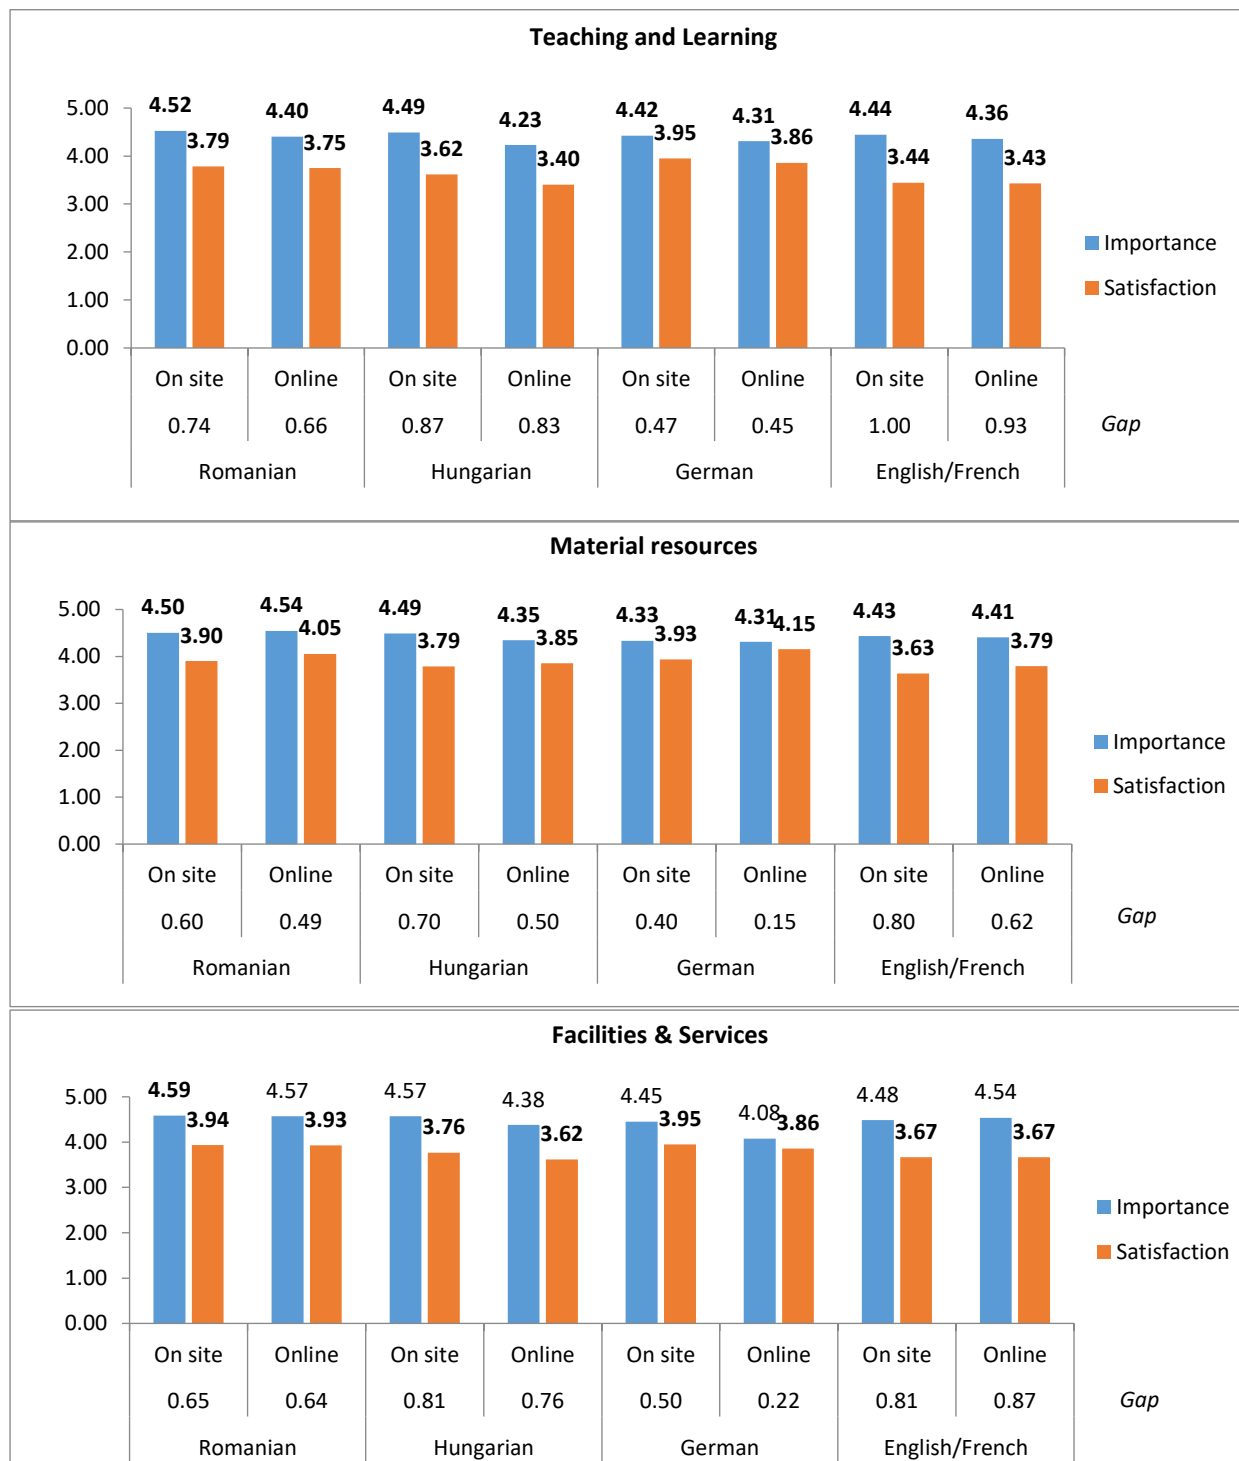 Teaching and Learning
4.52 4.40 4.49 4.23 4.42 4.31 4.44 4.36
3.79 3.75 3.62 3.40 3.95 3.86 3.44 3.43
5.00
4.00
3.00
2.00
1.00
0.00
Importance
Satisfaction
On site Online On site Online On site Online On site Online
0.74 0.66 0.87 0.83 0.47 0.45 1.00 0.93 Gap
Romanian Hungarian German English/French
Material resources
4.50 4.54 4.49 4.35 4.33 4.31 4.43 4.41
3.90 4.05 3.79 3.85 3.93 4.15 3.63 3.79
5.00
4.00
3.00
2.00
1.00
0.00
Importance
Satisfaction
On site Online On site Online On site Online On site Online
0.60 0.49 0.70 0.50 0.40 0.15 0.80 0.62 Gap
Romanian Hungarian German English/French
Facilities & Services
4.59 4.57 4.57 4.38 4.45 4.08 4.48 4.54
3.94 3.93 3.76 3.62 3.95 3.86 3.67 3.67
5.00
4.00
3.00
2.00
1.00
0.00
Importance
Satisfaction
On site Online On site Online On site Online On site Online
0.65 0.64 0.81 0.76 0.50 0.22 0.81 0.87 Gap
Romanian Hungarian German English/French